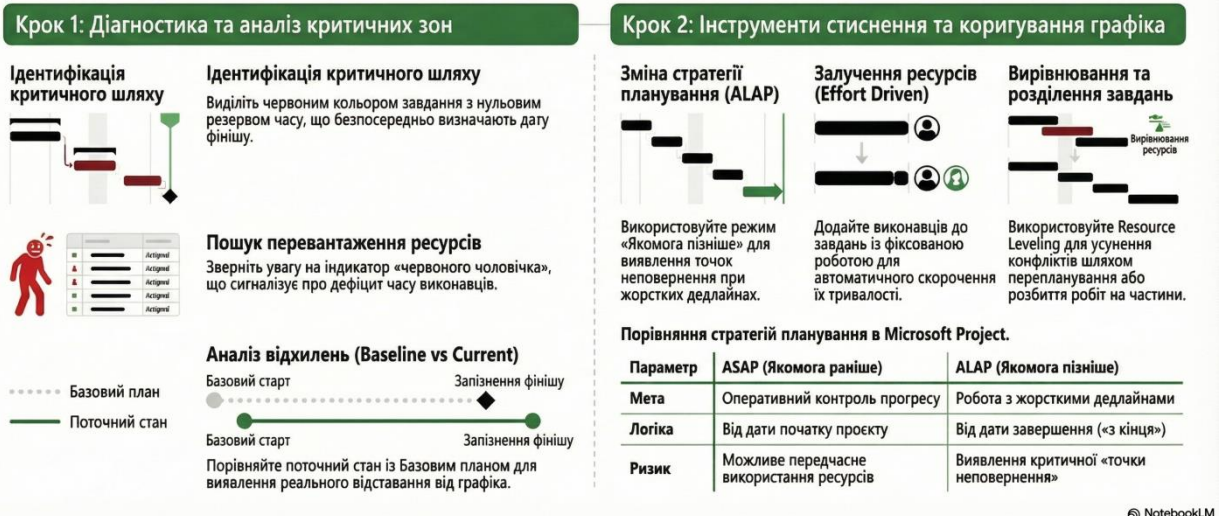 Крок 1: Діагностика та аналіз критичних зон
Ідентифікація
критичного шляху
Ідентифікація критичного шляху
Виділіть червоним кольором завдання з нульовим
резервом часу, що безпосередньо визначають дату
фінішу.
Actigred
Actigred
Actigred
Actigred
Actigred
Пошук перевантаження ресурсів
Зверніть увагу на індикатор «червоного чоловічка»,
що сигналізує про дефіцит часу виконавців.
Базовий план
Поточний стан
Аналіз відхилень (Baseline vs Current)
Базовий старт Запізнення фінішу
Базовий старт Запізнення фінішу
Порівняйте поточний стан із Базовим планом для
виявлення реального відставання від графіка.
Крок 2: Інструменти стиснення та коригування графіка
Зміна стратегії
планування (ALAP)
Використовуйте режим
«Якомога пізніше» для
виявлення точок
неповернення при
жорстких дедлайнах.
Залучення ресурсів
(Effort Driven)
Додайте виконавців до
завдань із фіксованою
роботою для
автоматичного скорочення
їх тривалості.
Вирівнювання та
розділення завдань
Вирівнювання
ресурсів
Використовуйте Resource
Leveling для усунення
конфліктів шляхом
перепланування або
розбиття робіт на частини.
Порівняння стратегій планування в Microsoft Project.
Параметр ASAP (Якомога раніше) ALAP (Якомога пізніше)
Мета Оперативний контроль прогресу Робота з жорсткими дедлайнами
Логіка Від дати початку проєкту Від дати завершення («з кінця»)
Ризик Можливе передчасне використання ресурсів Виявлення критичної «точки неповернення»
NotebookLM